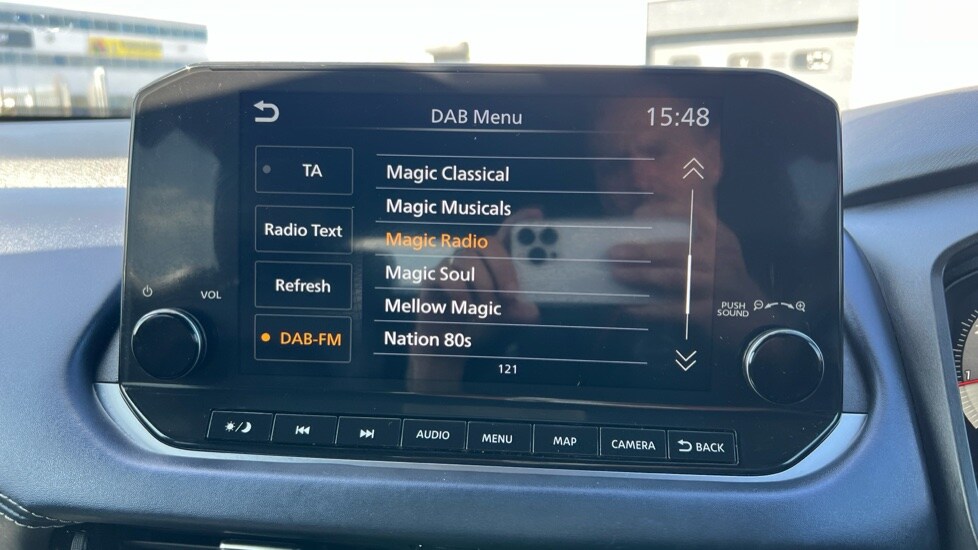 DAB Menu
15:48
TA
Radio Text
Refresh
DAB-FM
Magic Classical
Magic Musicals
Magic Radio
Magic Soul
Mellow Magic
Nation 80s
121
VOL
PUSH
SOUND
AUDIO
MENU
MAP
CAMERA
BACK
1